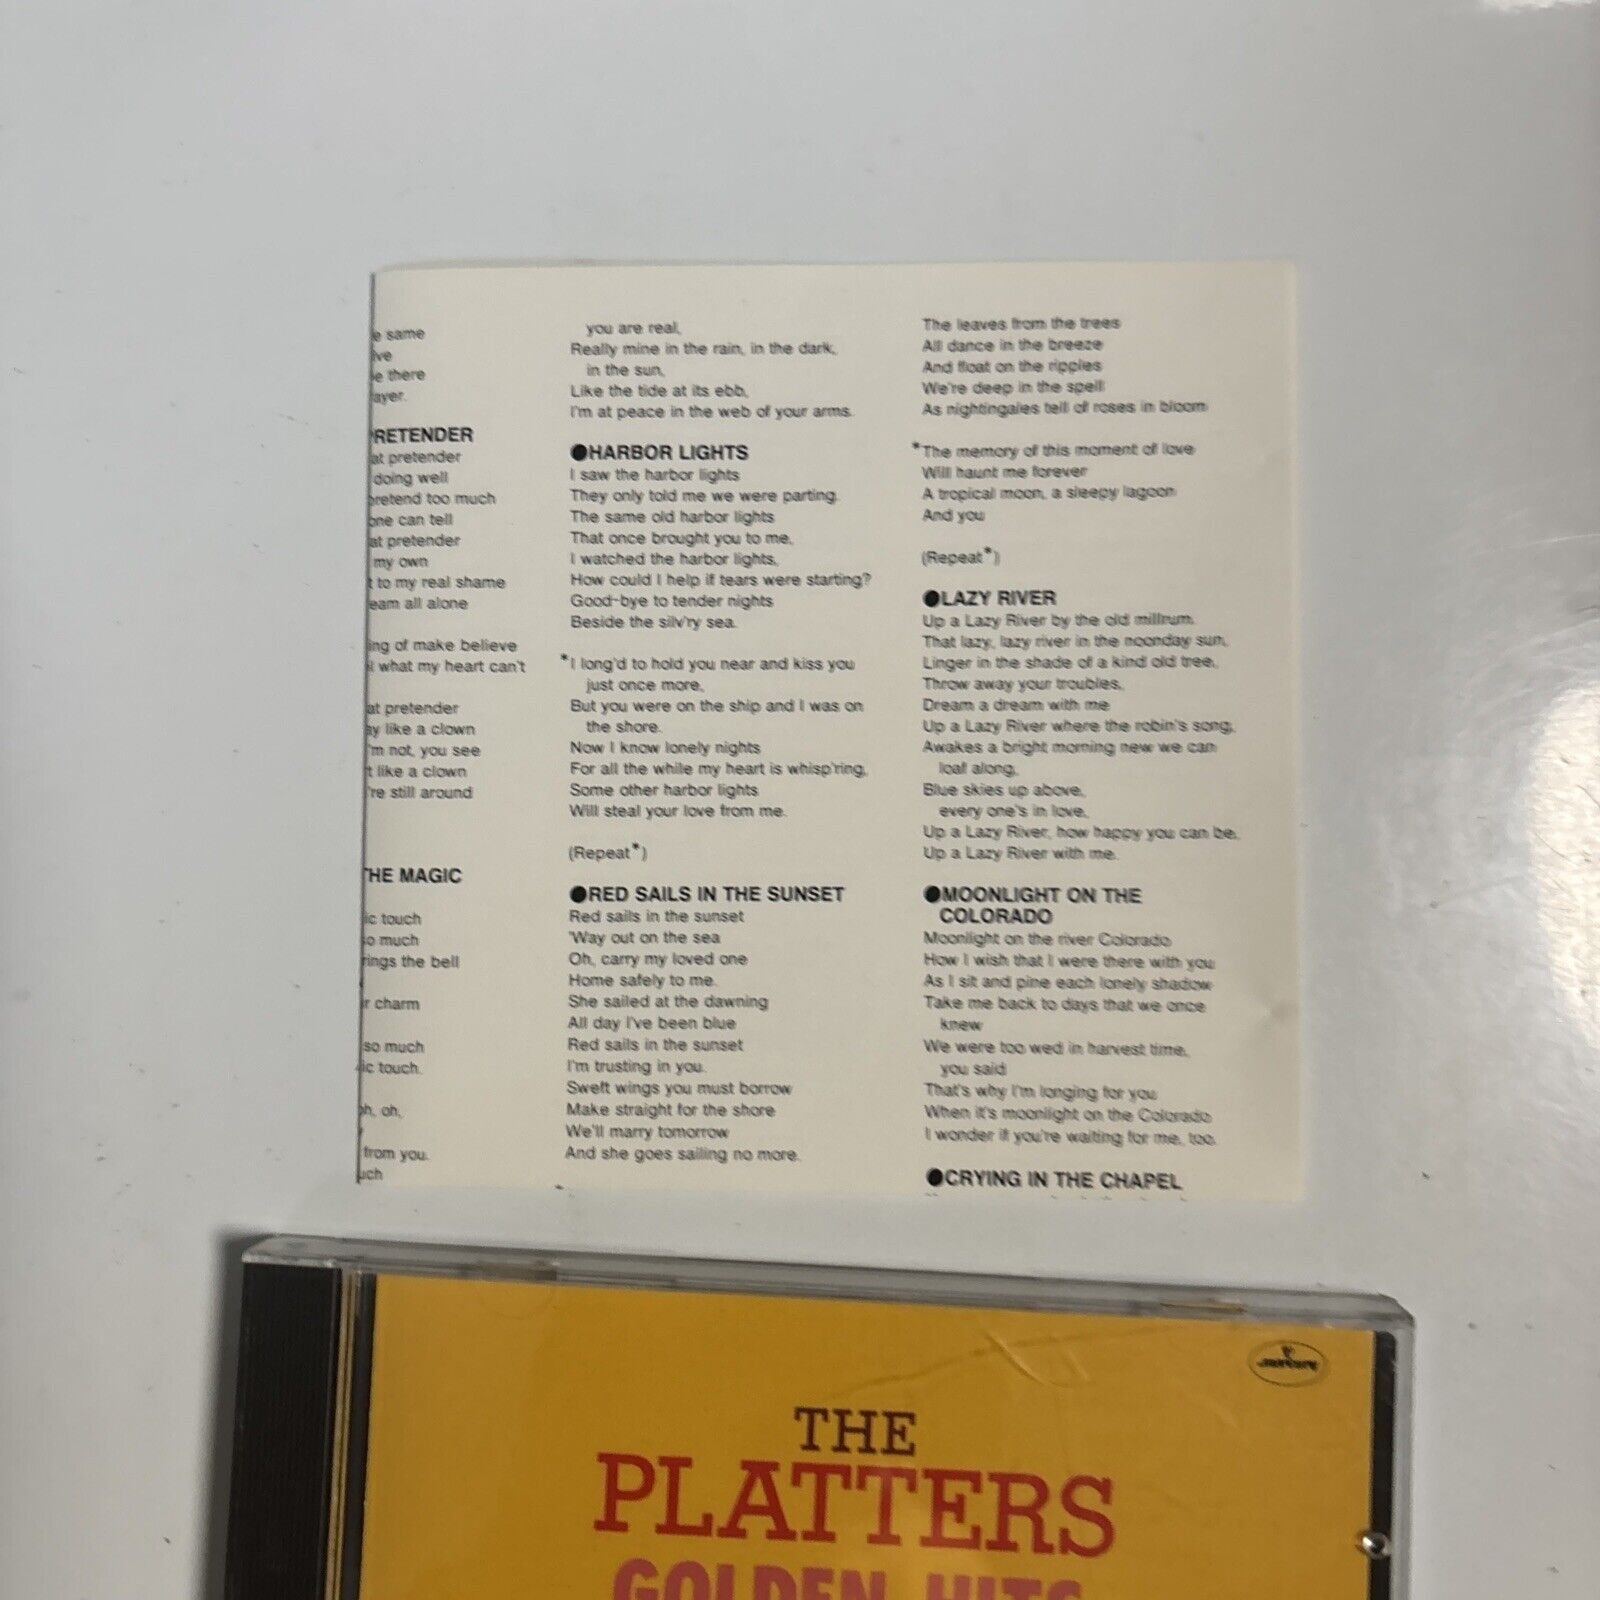 e same
ive
e there
ayer.
RETENDER
at pretender
doing well
pretend too much
one can tell
at pretender
my own
t to my real shame
eam all alone
ing of make believe
l what my heart can't
at pretender
ay like a clown
'm not, you see
t like a clown
're still around
HE MAGIC
ic touch
so much
rings the bell
r charm
so much
ic touch.
oh, oh,
from you.
uch
you are real,
Really mine in the rain, in the dark,
in the sun,
Like the tide at its ebb,
I'm at peace in the web of your arms.
●HARBOR LIGHTS
I saw the harbor lights
They only told me we were parting.
The same old harbor lights
That once brought you to me,
I watched the harbor lights,
How could I help if tears were starting?
Good-bye to tender nights
Beside the silv'ry sea.
*I long'd to hold you near and kiss you
just once more,
But you were on the ship and I was on
the shore.
Now I know lonely nights
For all the while my heart is whisp'ring,
Some other harbor lights
Will steal your love from me.
(Repeat*)
●RED SAILS IN THE SUNSET
Red sails in the sunset
'Way out on the sea
Oh, carry my loved one
Home safely to me.
She sailed at the dawning
All day I've been blue
Red sails in the sunset
I'm trusting in you.
Sweft wings you must borrow
Make straight for the shore
We'll marry tomorrow
And she goes sailing no more.
The leaves from the trees
All dance in the breeze
And float on the ripples
We're deep in the spell
As nightingales tell of roses in bloom
*The memory of this moment of love
Will haunt me forever
A tropical moon, a sleepy lagoon
And you
(Repeat*)
●LAZY RIVER
Up a Lazy River by the old millrum.
That lazy, lazy river in the noonday sun,
Linger in the shade of a kind old tree,
Throw away your troubles,
Dream a dream with me
Up a Lazy River where the robin's song,
Awakes a bright morning new we can
loaf along,
Blue skies up above,
every one's in love,
Up a Lazy River, how happy you can be,
Up a Lazy River with me.
●MOONLIGHT ON THE
COLORADO
Moonlight on the river Colorado
How I wish that I were there with you
As I sit and pine each lonely shadow
Take me back to days that we once
knew
We were too wed in harvest time,
you said
That's why I'm longing for you
When it's moonlight on the Colorado
I wonder if you're waiting for me, too.
●CRYING IN THE CHAPEL
Mercury
THE
PLATTERS
GOLDEN HITS